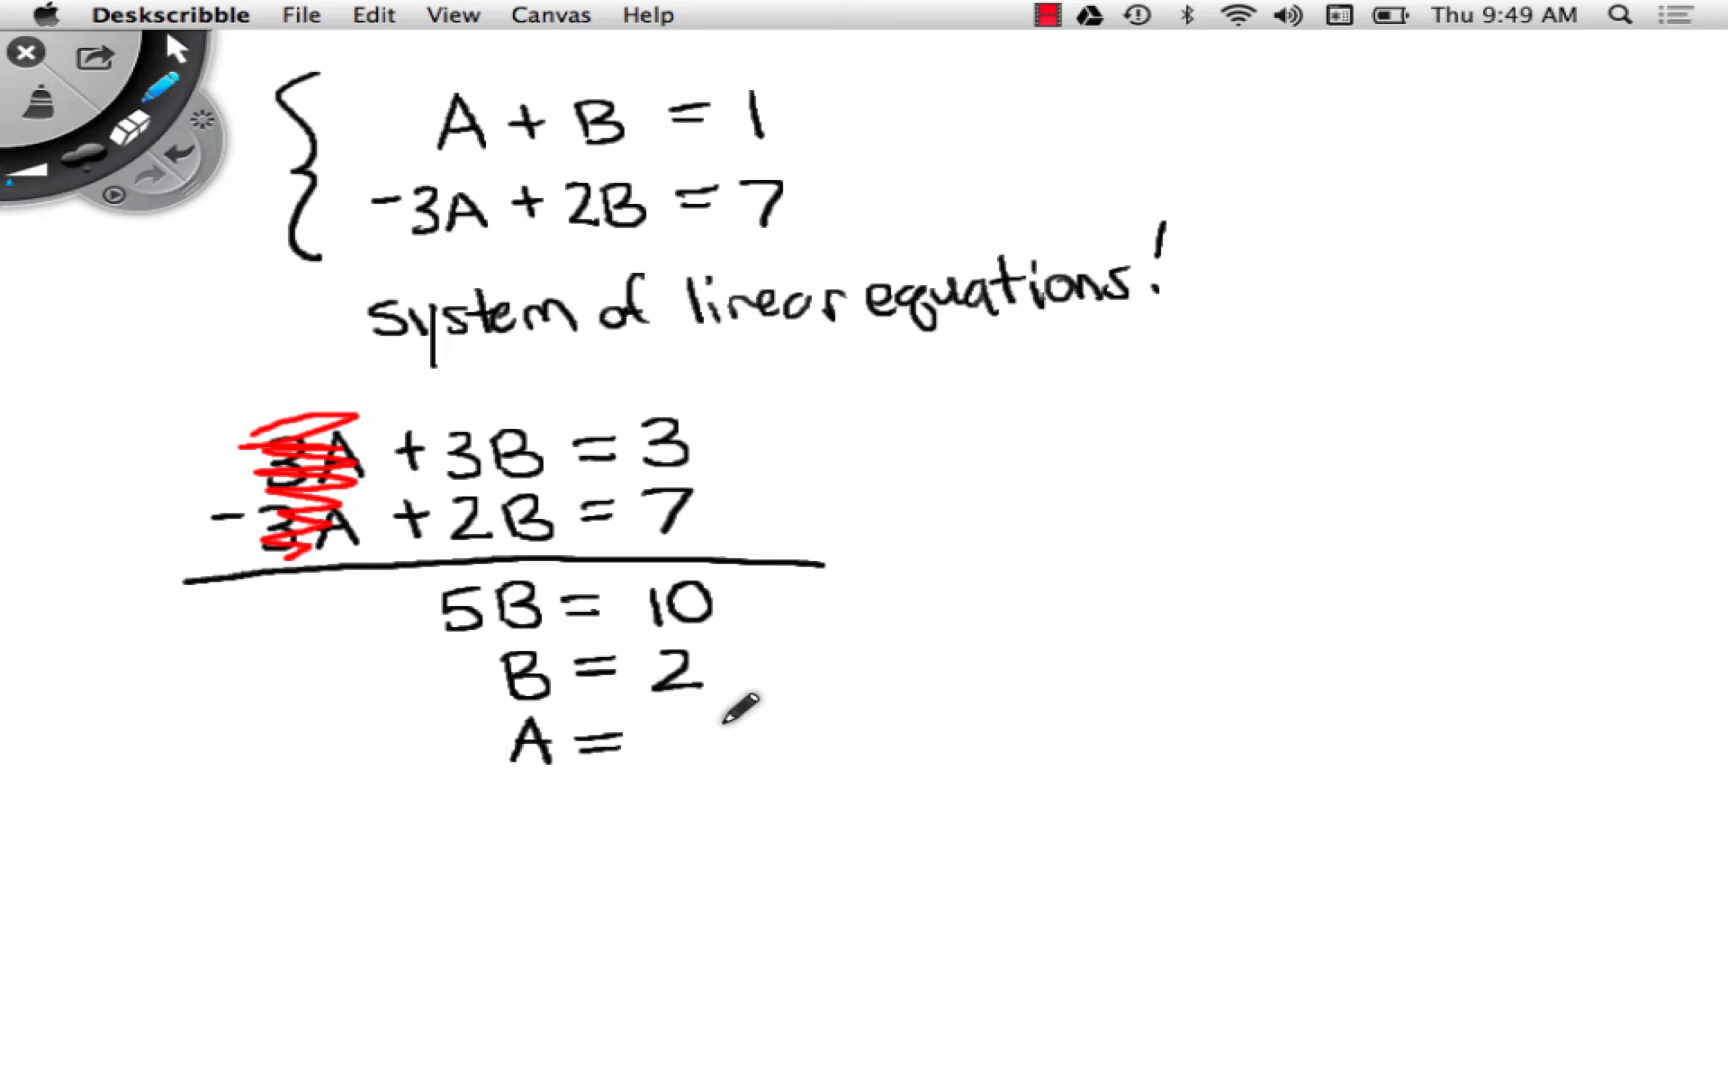 Deskscribble File Edit View Canvas Help Thu 9:49 AM
A + B = 1
-3A + 2B = 7
system of linear equations!
3A + 3B = 3
-3A + 2B = 7
5B = 10
B = 2
A =